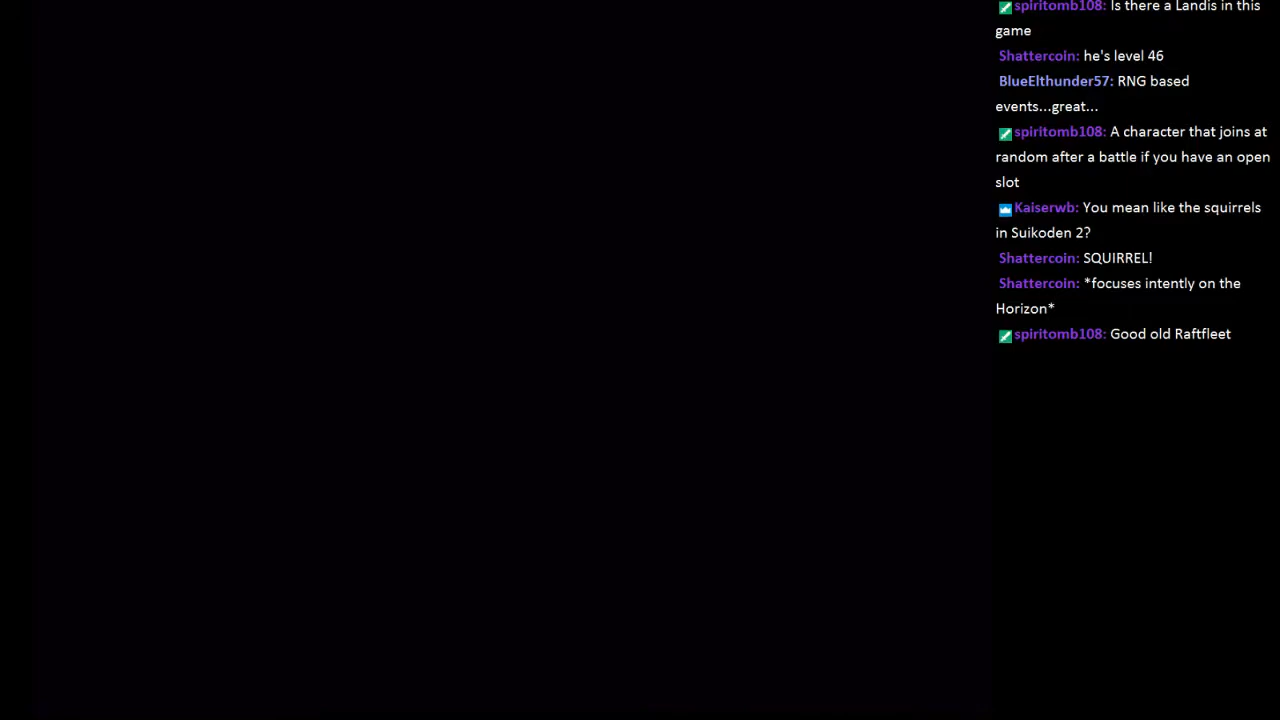 spiritomb108: Is there a Landis in this
game
Shattercoin: he's level 46
BlueElthunder57: RNG based
events...great...
spiritomb108: A character that joins at
random after a battle if you have an open
slot
Kaiserwb: You mean like the squirrels
in Suikoden 2?
Shattercoin: SQUIRREL!
Shattercoin: *focuses intently on the
Horizon*
spiritomb108: Good old Raftfleet